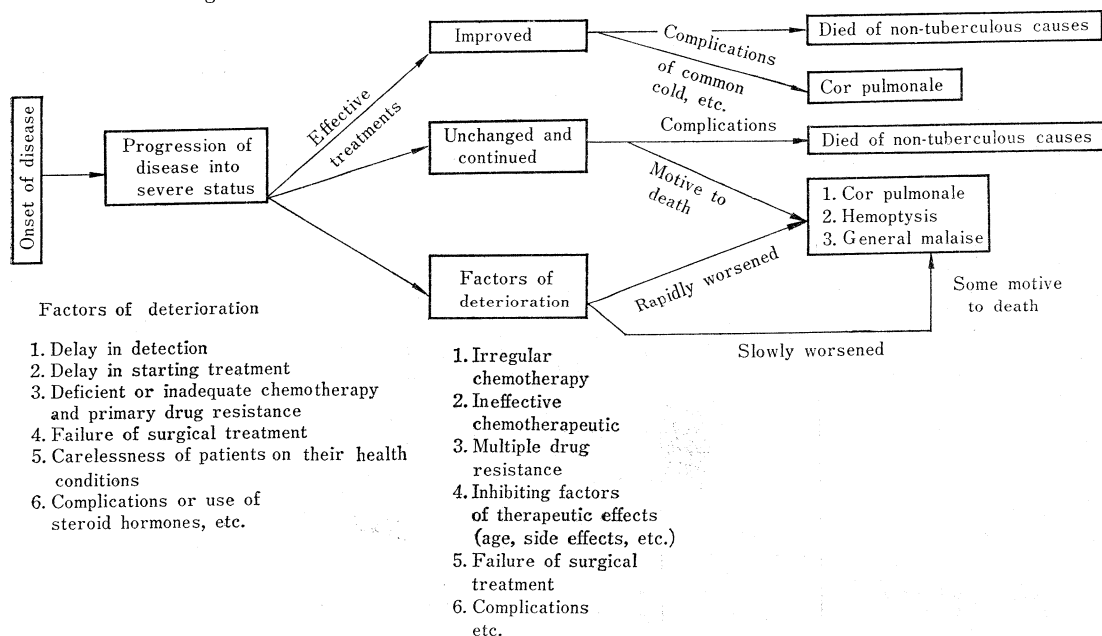 Improved
Complications
of common
cold, etc.
Died of non-tuberculous causes
Cor pulmonale
Onset of disease
Progression of
disease into
severe status
Effective
treatments
Unchanged and
continued
Complications
Died of non-tuberculous causes
Motive to
death
1. Cor pulmonale
2. Hemoptysis
3. General malaise
Factors of
deterioration
Rapidly worsened
Slowly worsened
Some motive
to death
Factors of deterioration
1. Delay in detection
2. Delay in starting treatment
3. Deficient or inadequate chemotherapy
and primary drug resistance
4. Failure of surgical treatment
5. Carelessness of patients on their health
conditions
6. Complications or use of
steroid hormones, etc.
1. Irregular
chemotherapy
2. Ineffective
chemotherapeutic
3. Multiple drug
resistance
4. Inhibiting factors
of therapeutic effects
(age, side effects, etc.)
5. Failure of surgical
treatment
6. Complications
etc.